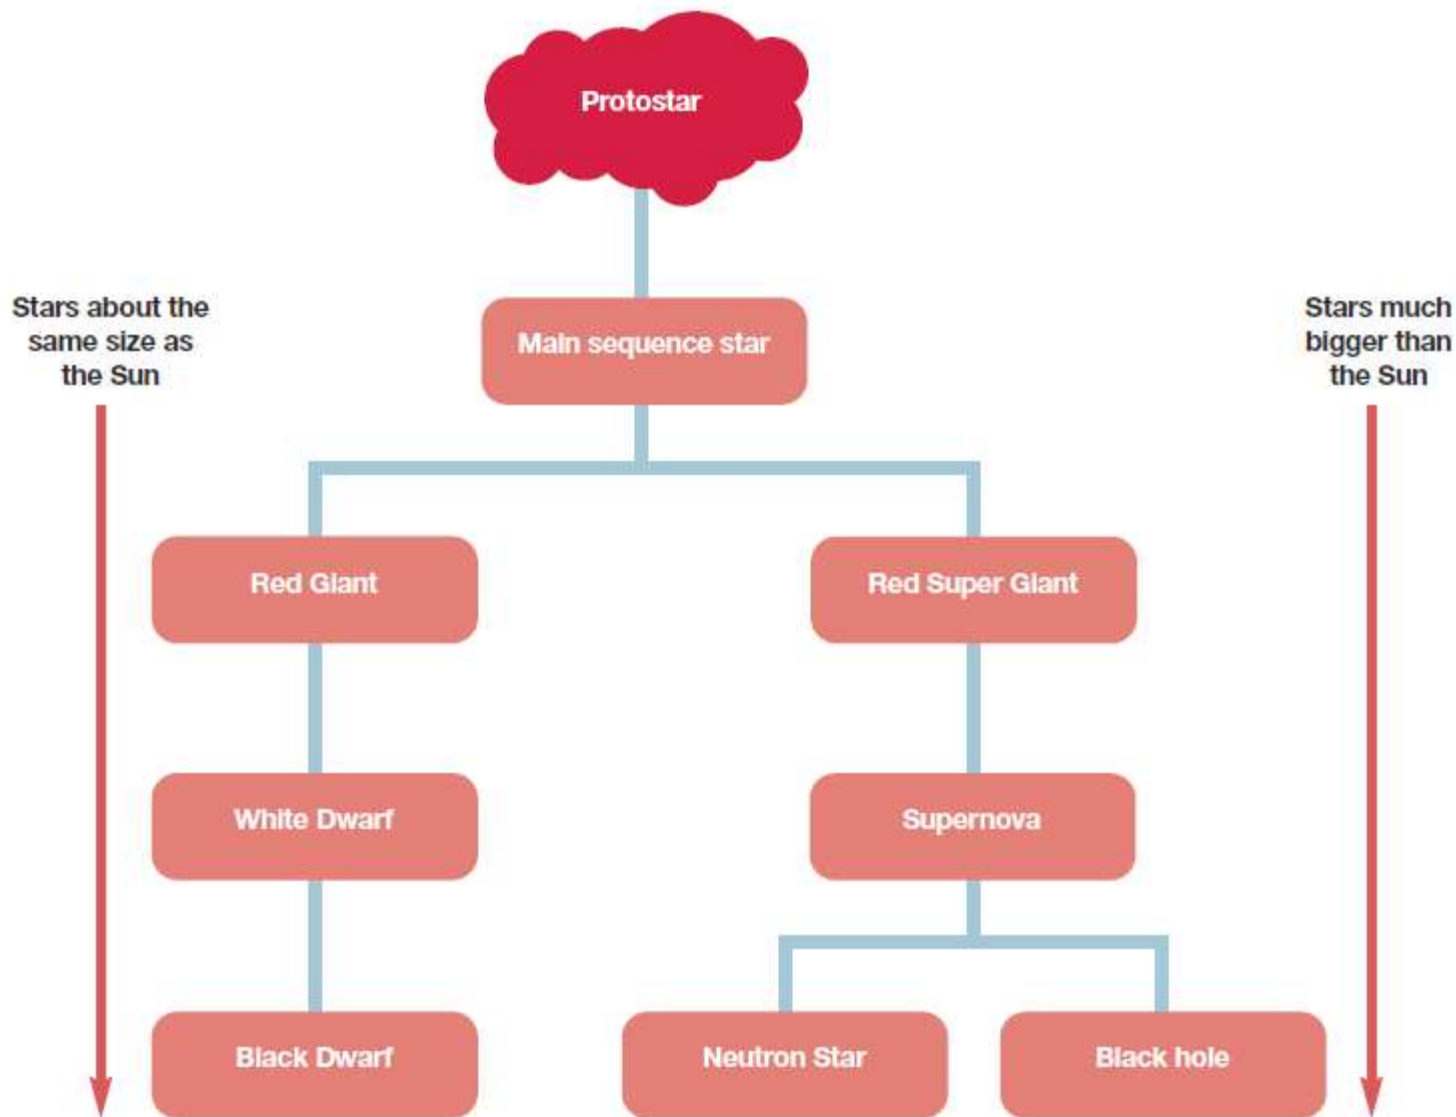 Protostar
Stars about the
same size as
the Sun
Main sequence star
Stars much
bigger than
the Sun
Red Giant
Red Super Giant
White Dwarf
Supernova
Black Dwarf
Neutron Star
Black hole